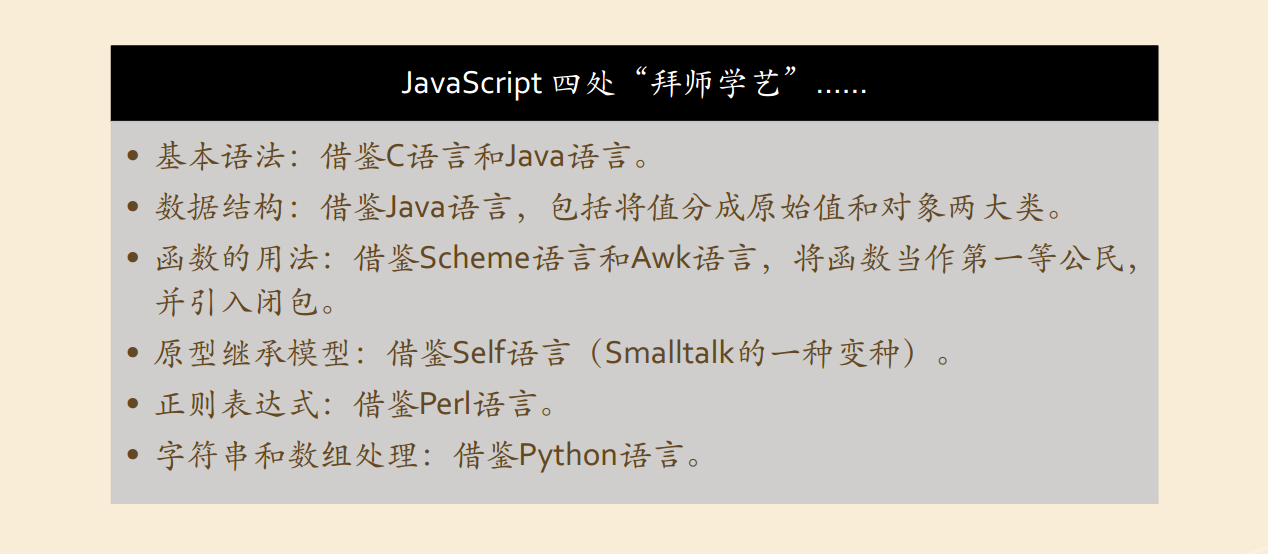 JavaScript 四处“拜师学艺”……
• 基本语法：借鉴C语言和Java语言。
• 数据结构：借鉴Java语言，包括将值分成原始值和对象两大类。
• 函数的用法：借鉴Scheme语言和Awk语言，将函数当作第一等公民，
并引入闭包。
• 原型继承模型：借鉴Self语言（Smalltalk的一种变种）。
• 正则表达式：借鉴Perl语言。
• 字符串和数组处理：借鉴Python语言。